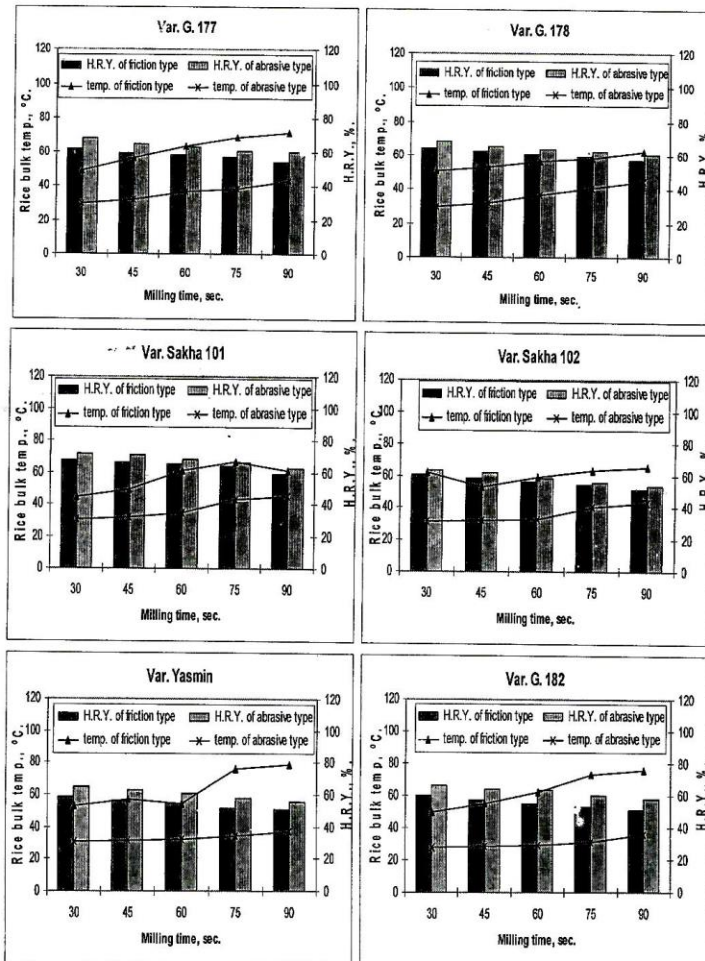 Var. G. 177
H.R.Y. of friction type
H.R.Y. of abrasive type
temp. of friction type
temp. of abrasive type
Rice bulk temp., °C.
120
100
80
60
40
20
0
120
100
80
60
40
20
0
H.R.Y., %.
30 45 60 75 90
Milling time, sec.
Var. G. 178
H.R.Y. of friction type
H.R.Y. of abrasive type
temp. of friction type
temp. of abrasive type
Rice bulk temp., °C.
120
100
80
60
40
20
0
120
100
80
60
40
20
0
H.R.Y., %.
30 45 60 75 90
Milling time, sec.
Var. Sakha 101
H.R.Y. of friction type
H.R.Y. of abrasive type
temp. of friction type
temp. of abrasive type
Rice bulk temp., °C.
120
100
80
60
40
20
0
120
100
80
60
40
20
0
H.R.Y., %.
30 45 60 75 90
Milling time, sec.
Var. Sakha 102
H.R.Y. of friction type
H.R.Y. of abrasive type
temp. of friction type
temp. of abrasive type
Rice bulk temp., °C.
120
100
80
60
40
20
0
120
100
80
60
40
20
0
H.R.Y., %
30 45 60 75 90
Milling time, sec.
Var. Yasmin
H.R.Y. of friction type
H.R.Y. of abrasive type
temp. of friction type
temp. of abrasive type
Rice bulk temp., °C.
120
100
80
60
40
20
0
120
100
80
60
40
20
0
H.R.Y., %.
30 45 60 75 90
Milling time, sec.
Var. G. 182
H.R.Y. of friction type
H.R.Y. of abrasive type
temp. of friction type
temp. of abrasive type
Rice bulk temp., °C.
120
100
80
60
40
20
0
120
100
80
60
40
20
0
H.R.Y., %.
30 45 60 75 90
Milling time, sec.